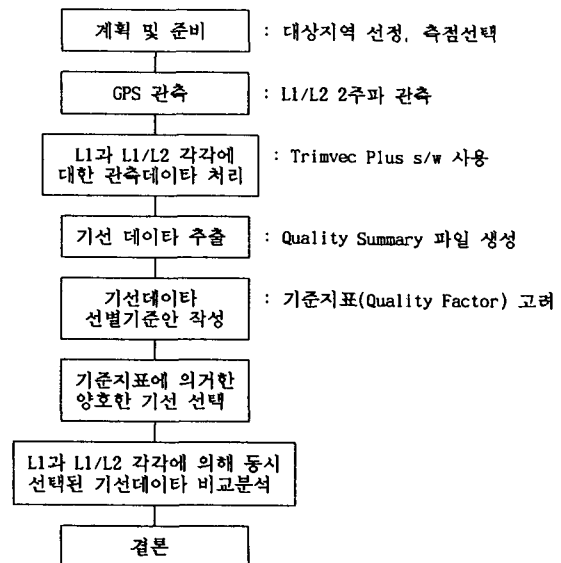 계획 및 준비 : 대상지역 선정, 측점선택
GPS 관측 : L1/L2 2주파 관측
L1과 L1/L2 각각에 : Trimvec Plus s/w 사용
대한 관측데이타 처리
기선 데이타 추출 : Quality Summary 파일 생성
기선데이타 : 기준지표(Quality Factor) 고려
선별기준안 작성
기준지표에 의거한
양호한 기선 선택
L1과 L1/L2 각각에 의해 동시
선택된 기선데이타 비교분석
결론